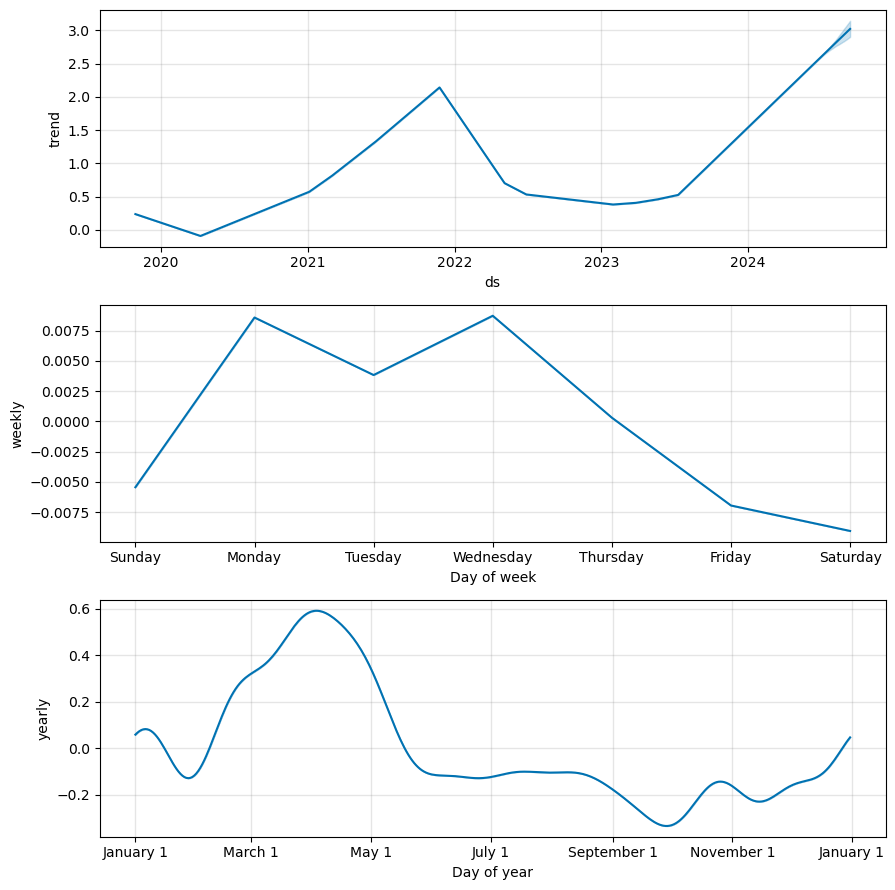 3.0
2.5
2.0
1.5
1.0
0.5
0.0
trend
2020 2021 2022 2023 2024
ds
0.0075
0.0050
0.0025
0.0000
−0.0025
−0.0050
−0.0075
weekly
Sunday Monday Tuesday Wednesday Thursday Friday Saturday
Day of week
0.6
0.4
0.2
0.0
−0.2
yearly
January 1 March 1 May 1 July 1 September 1 November 1 January 1
Day of year